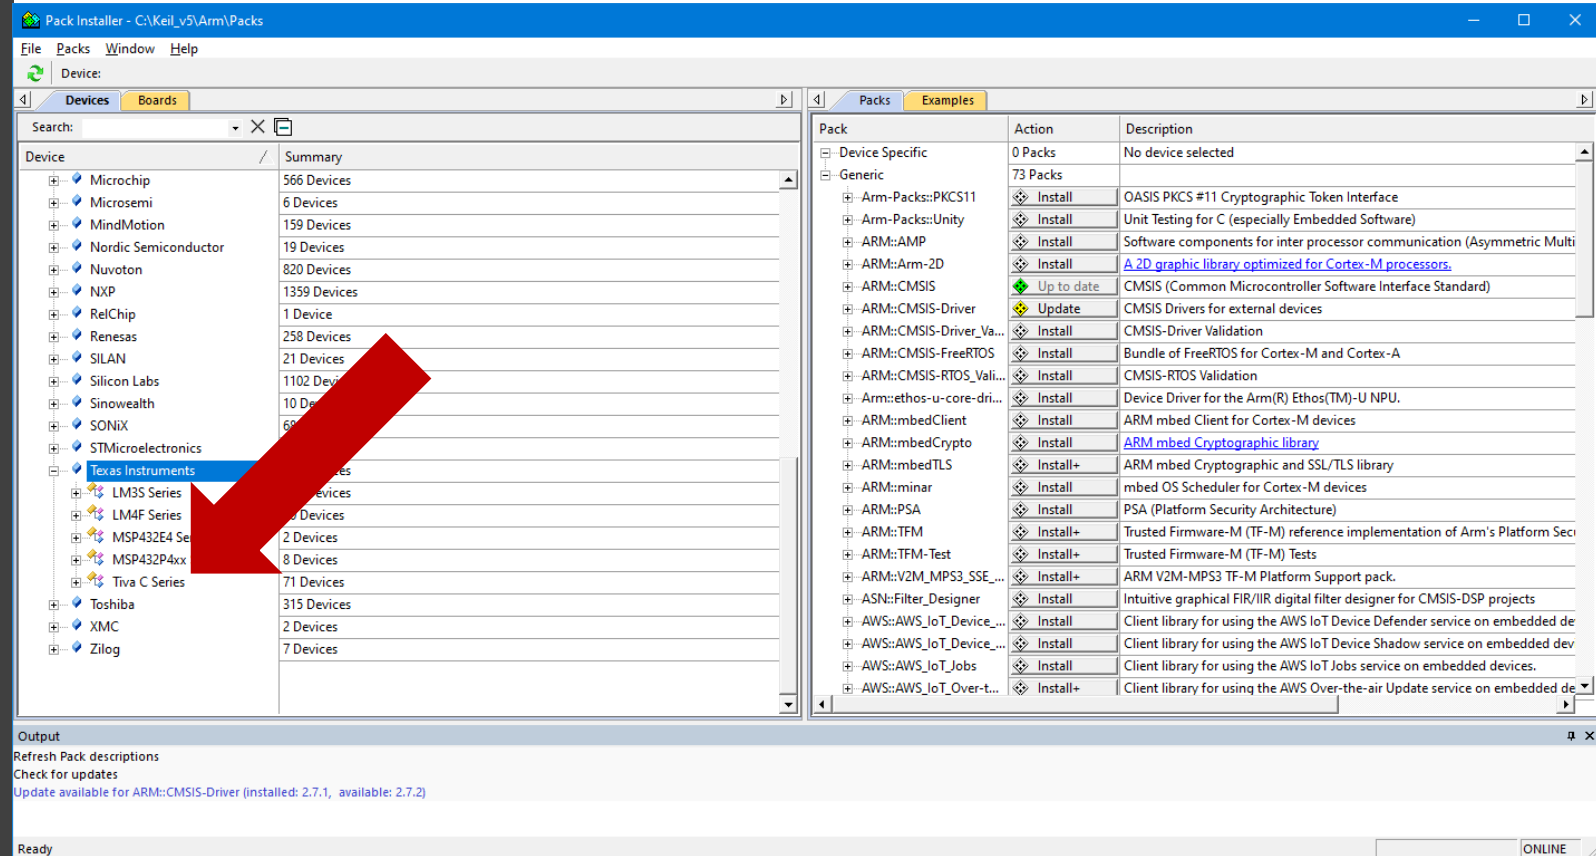 Pack Installer - C:\Keil_v5\Arm\Packs
File Packs Window Help
Device:
Devices Boards
Search:
Device Summary
Microchip 566 Devices
Microsemi 6 Devices
MindMotion 159 Devices
Nordic Semiconductor 19 Devices
Nuvoton 820 Devices
NXP 1359 Devices
RelChip 1 Device
Renesas 258 Devices
SILAN 21 Devices
Silicon Labs 1102
Sinowealth 10
SONiX
STMicroelectronics
Texas Instruments
LM3S Series
LM4F Series Devices
MSP432E4 2 Devices
MSP432P4xx 8 Devices
Tiva C Series 71 Devices
Toshiba 315 Devices
XMC 2 Devices
Zilog 7 Devices
Packs Examples
Pack Action Description
Device Specific 0 Packs No device selected
Generic 73 Packs
Arm-Packs::PKCS11 Install OASIS PKCS #11 Cryptographic Token Interface
Arm-Packs::Unity Install Unit Testing for C (especially Embedded Software)
ARM::AMP Install Software components for inter processor communication (Asymmetric Multi
ARM::Arm-2D Install A 2D graphic library optimized for Cortex-M processors.
ARM::CMSIS Up to date CMSIS (Common Microcontroller Software Interface Standard)
ARM::CMSIS-Driver Update CMSIS Drivers for external devices
ARM::CMSIS-Driver_Va... Install CMSIS-Driver Validation
ARM::CMSIS-FreeRTOS Install Bundle of FreeRTOS for Cortex-M and Cortex-A
ARM::CMSIS-RTOS_Vali... Install CMSIS-RTOS Validation
Arm::ethos-u-core-dri... Install Device Driver for the Arm(R) Ethos(TM)-U NPU.
ARM::mbedClient Install ARM mbed Client for Cortex-M devices
ARM::mbedCrypto Install ARM mbed Cryptographic library
ARM::mbedTLS Install+ ARM mbed Cryptographic and SSL/TLS library
ARM::minar Install mbed OS Scheduler for Cortex-M devices
ARM::PSA Install PSA (Platform Security Architecture)
ARM::TFM Install+ Trusted Firmware-M (TF-M) reference implementation of Arm's Platform Secu
ARM::TFM-Test Install+ Trusted Firmware-M (TF-M) Tests
ARM::V2M_MPS3_SSE_... Install+ ARM V2M-MPS3 TF-M Platform Support pack.
ASN::Filter_Designer Install Intuitive graphical FIR/IIR digital filter designer for CMSIS-DSP projects
AWS::AWS_IoT_Device_... Install Client library for using the AWS IoT Device Defender service on embedded de
AWS::AWS_IoT_Device_... Install Client library for using the AWS IoT Device Shadow service on embedded dev
AWS::AWS_IoT_Jobs Install Client library for using the AWS IoT Jobs service on embedded devices.
AWS::AWS_IoT_Over-t... Install+ Client library for using the AWS Over-the-air Update service on embedded de
Output
Refresh Pack descriptions
Check for updates
Update available for ARM::CMSIS-Driver (installed: 2.7.1, available: 2.7.2)
Ready ONLINE